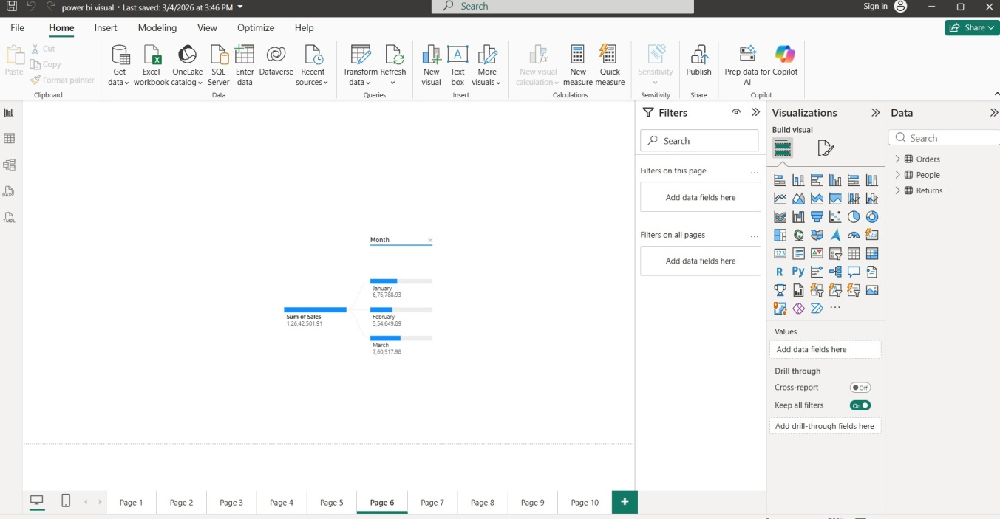 power bi visual • Last saved: 3/4/2026 at 3:46 PM
Search
Sign in
File Home Insert Modeling View Optimize Help
Share
Paste
Cut
Copy
Format painter
Clipboard
Get data
Excel workbook
OneLake catalog
SQL Server
Enter data
Dataverse
Recent sources
Data
Transform data
Refresh
Queries
New visual
Text box
More visuals
Insert
New visual calculation
New measure
Quick measure
Calculations
Sensitivity
Sensitivity
Publish
Share
Prep data for AI
Copilot
Copilot
DAX
TMDL
Month
January
6,76,788.93
Sum of Sales
1,26,42,501.91
February
5,54,649.89
March
7,60,517.98
Filters
Search
Filters on this page
Add data fields here
Filters on all pages
Add data fields here
Visualizations
Build visual
123
123
R
Py
Values
Add data fields here
Drill through
Cross-report
Off
Keep all filters
On
Add drill-through fields here
Data
Search
Orders
People
Returns
Page 1
Page 2
Page 3
Page 4
Page 5
Page 6
Page 7
Page 8
Page 9
Page 10